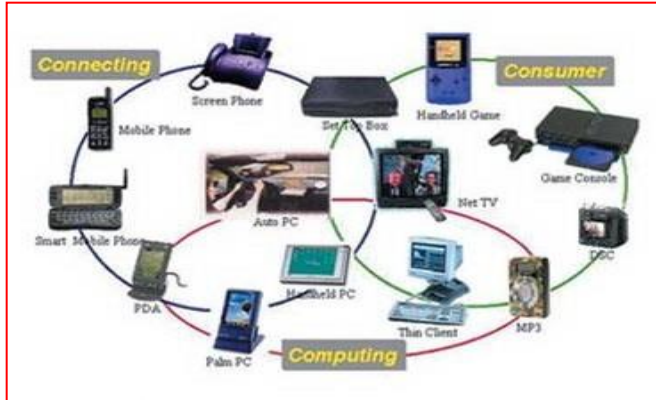 Connecting
Consumer
Screen Phone
Set Top Box
Handheld Game
Mobile Phone
Game Console
Auto PC
Net TV
Smart Mobile Phone
DSC
PDA
Handheld PC
Thin Client
MP3
Palm PC
Computing